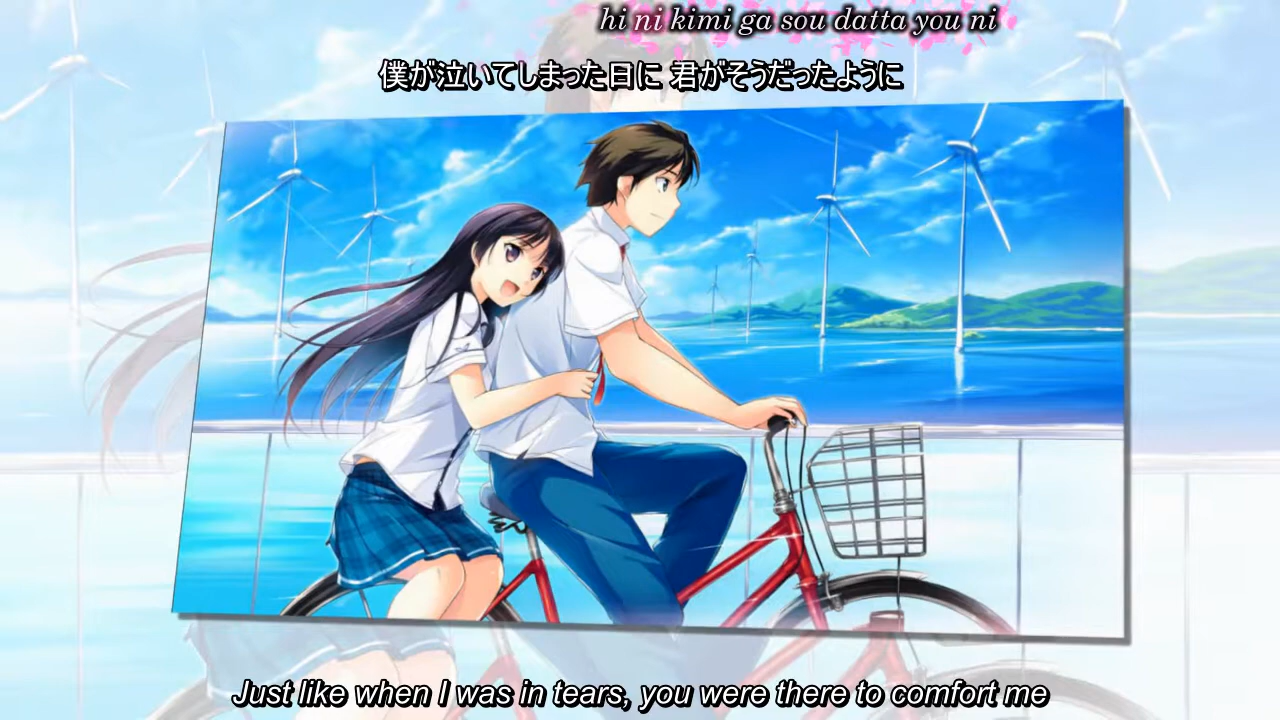 hi ni kimi ga sou datta you ni
僕が泣いてしまった日に 君がそうだったように
Just like when I was in tears, you were there to comfort me